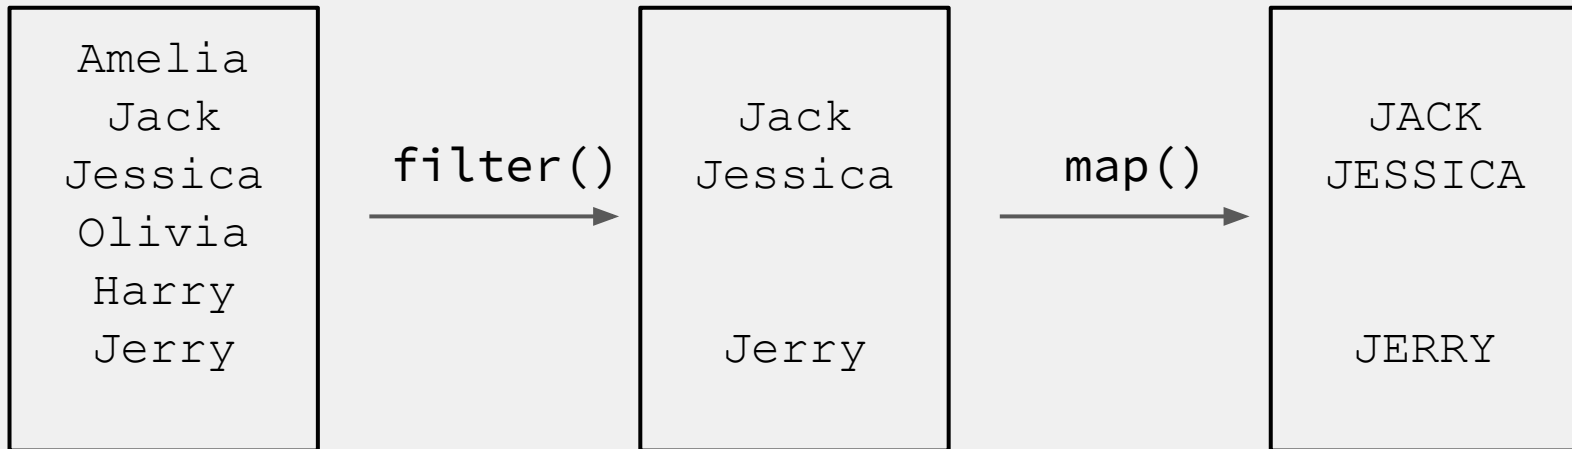 Amelia
Jack
Jessica
Olivia
Harry
Jerry
filter()
Jack
Jessica
Jerry
map()
JACK
JESSICA
JERRY